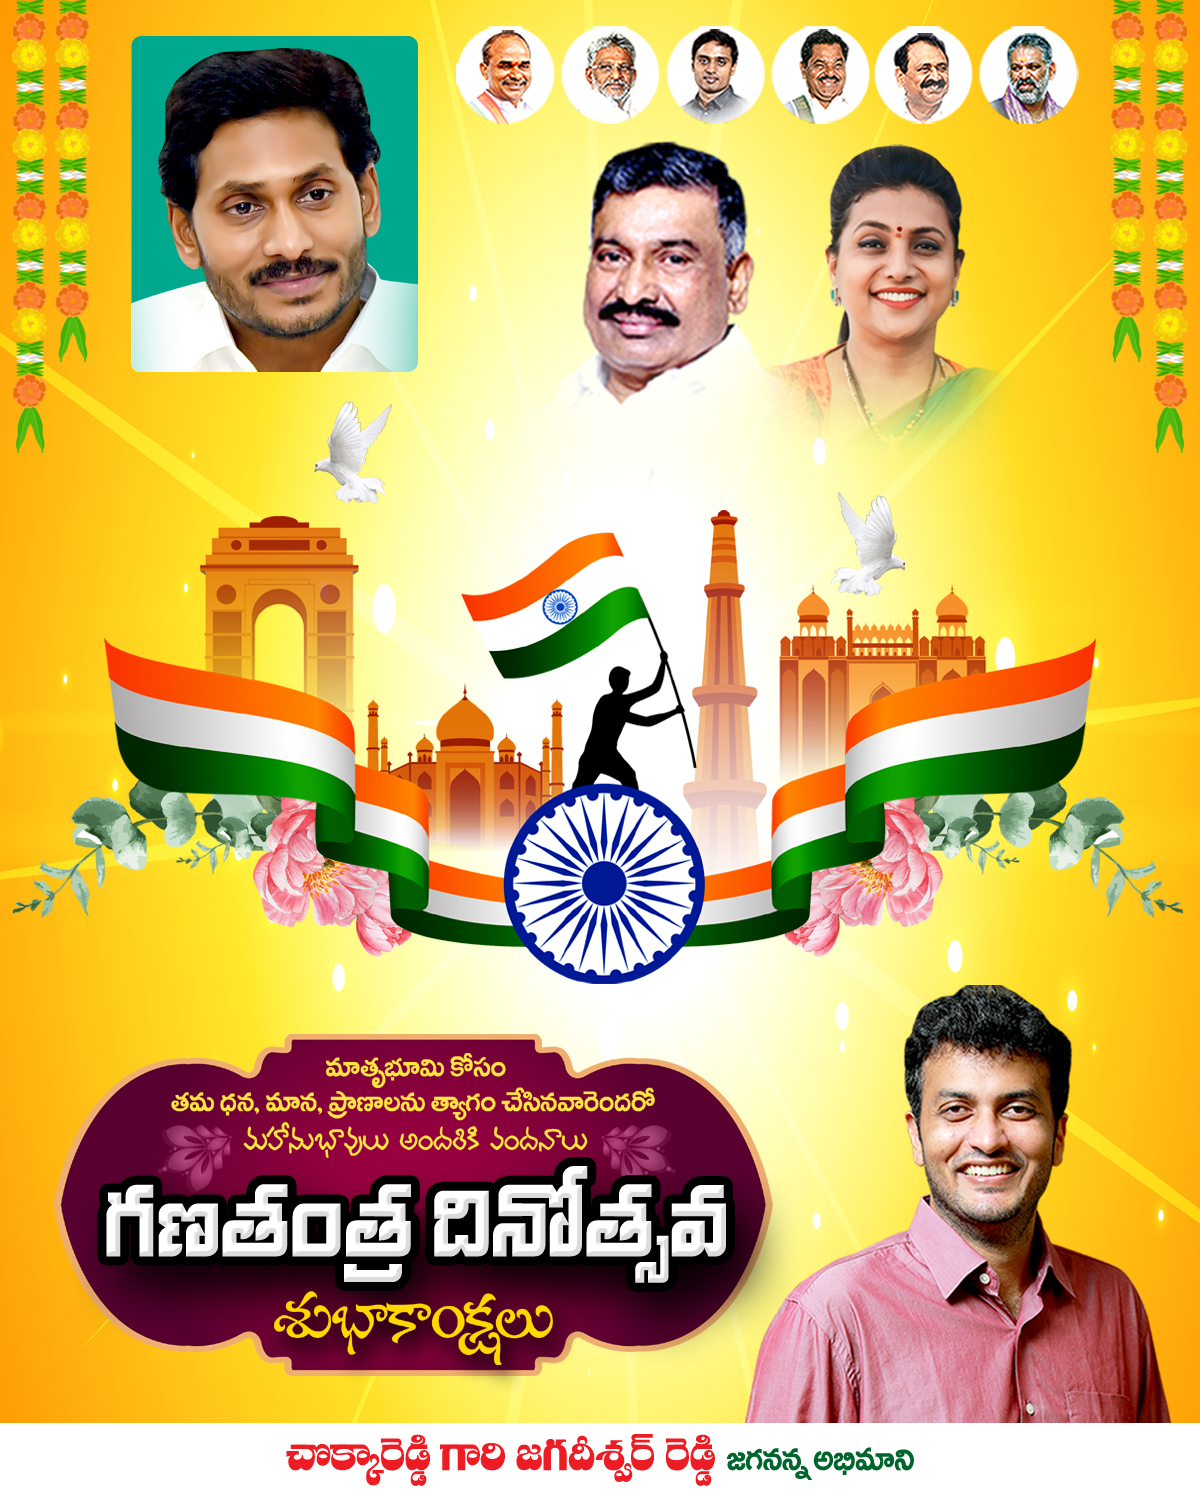 మాతృభూమి కోసం
తమ ధన, మాన, ప్రాణాలను త్యాగం చేసినవారెందరో
మహానుభావులు అందరికి వందనాలు
గణతంత్ర దినోత్సవ
శుభాకాంక్షలు
చొక్కారెడ్డి గారి జగదీశ్వర్ రెడ్డి జగనన్న అభిమాని